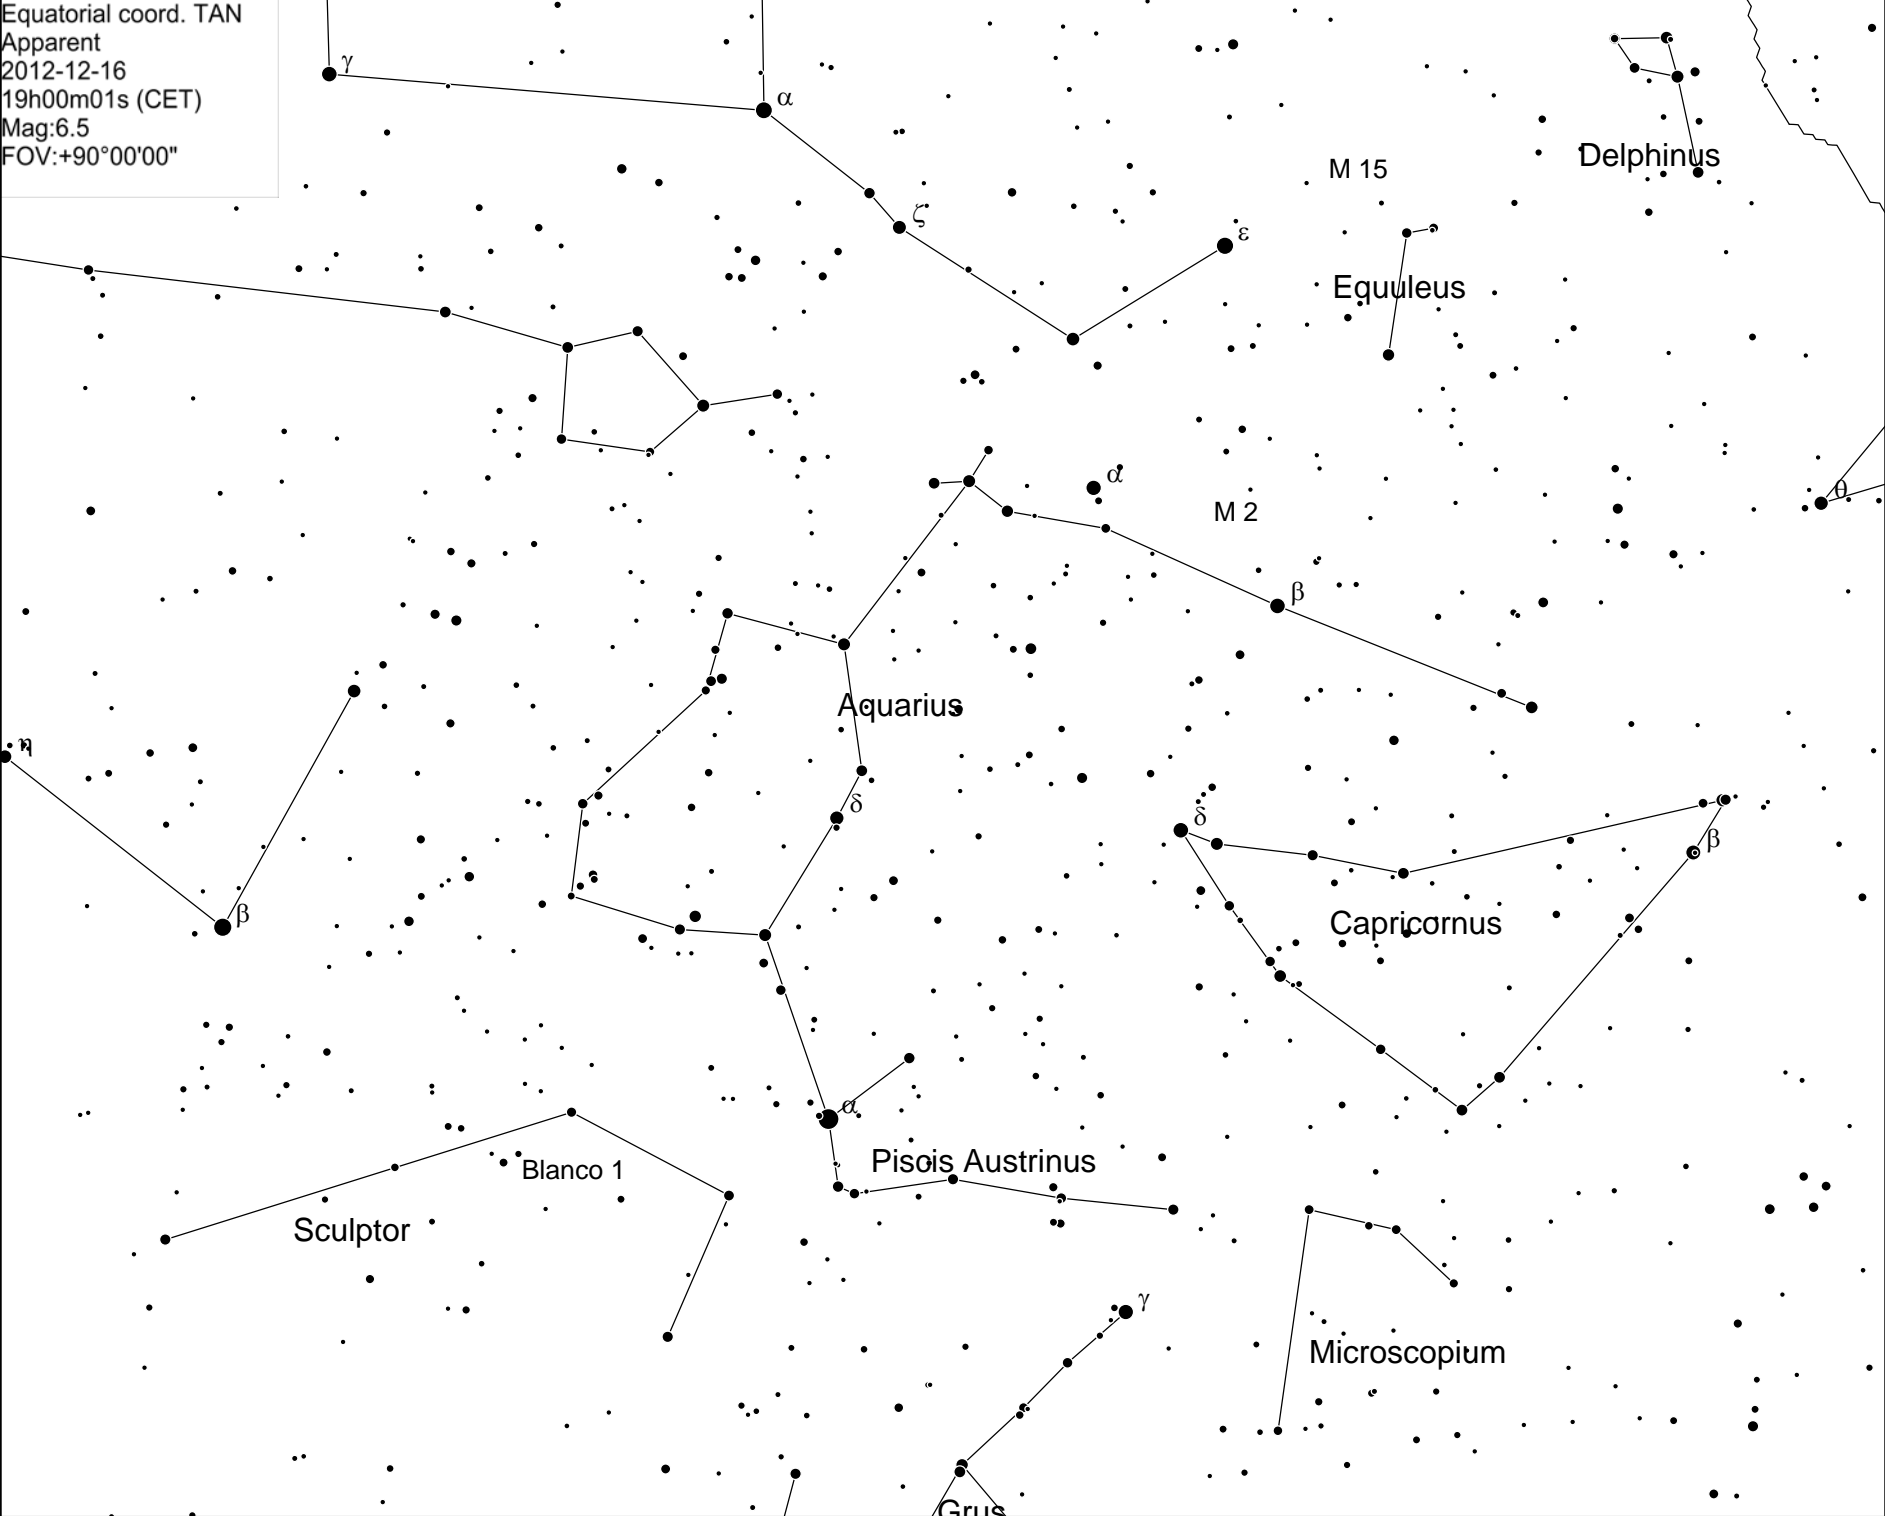 Equatorial coord. TAN
Apparent
2012-12-16
19h00m01s (CET)
Mag:6.5
FOV:+90°00'00"
γ
α
Delphinus
M 15
ζ
ε
Equuleus
α
θ
M 2
β
Aquarius
η
δ
δ
β
β
Capricornus
α
Piscis Austrinus
Blanco 1
Sculptor
γ
Microscopium
Grus